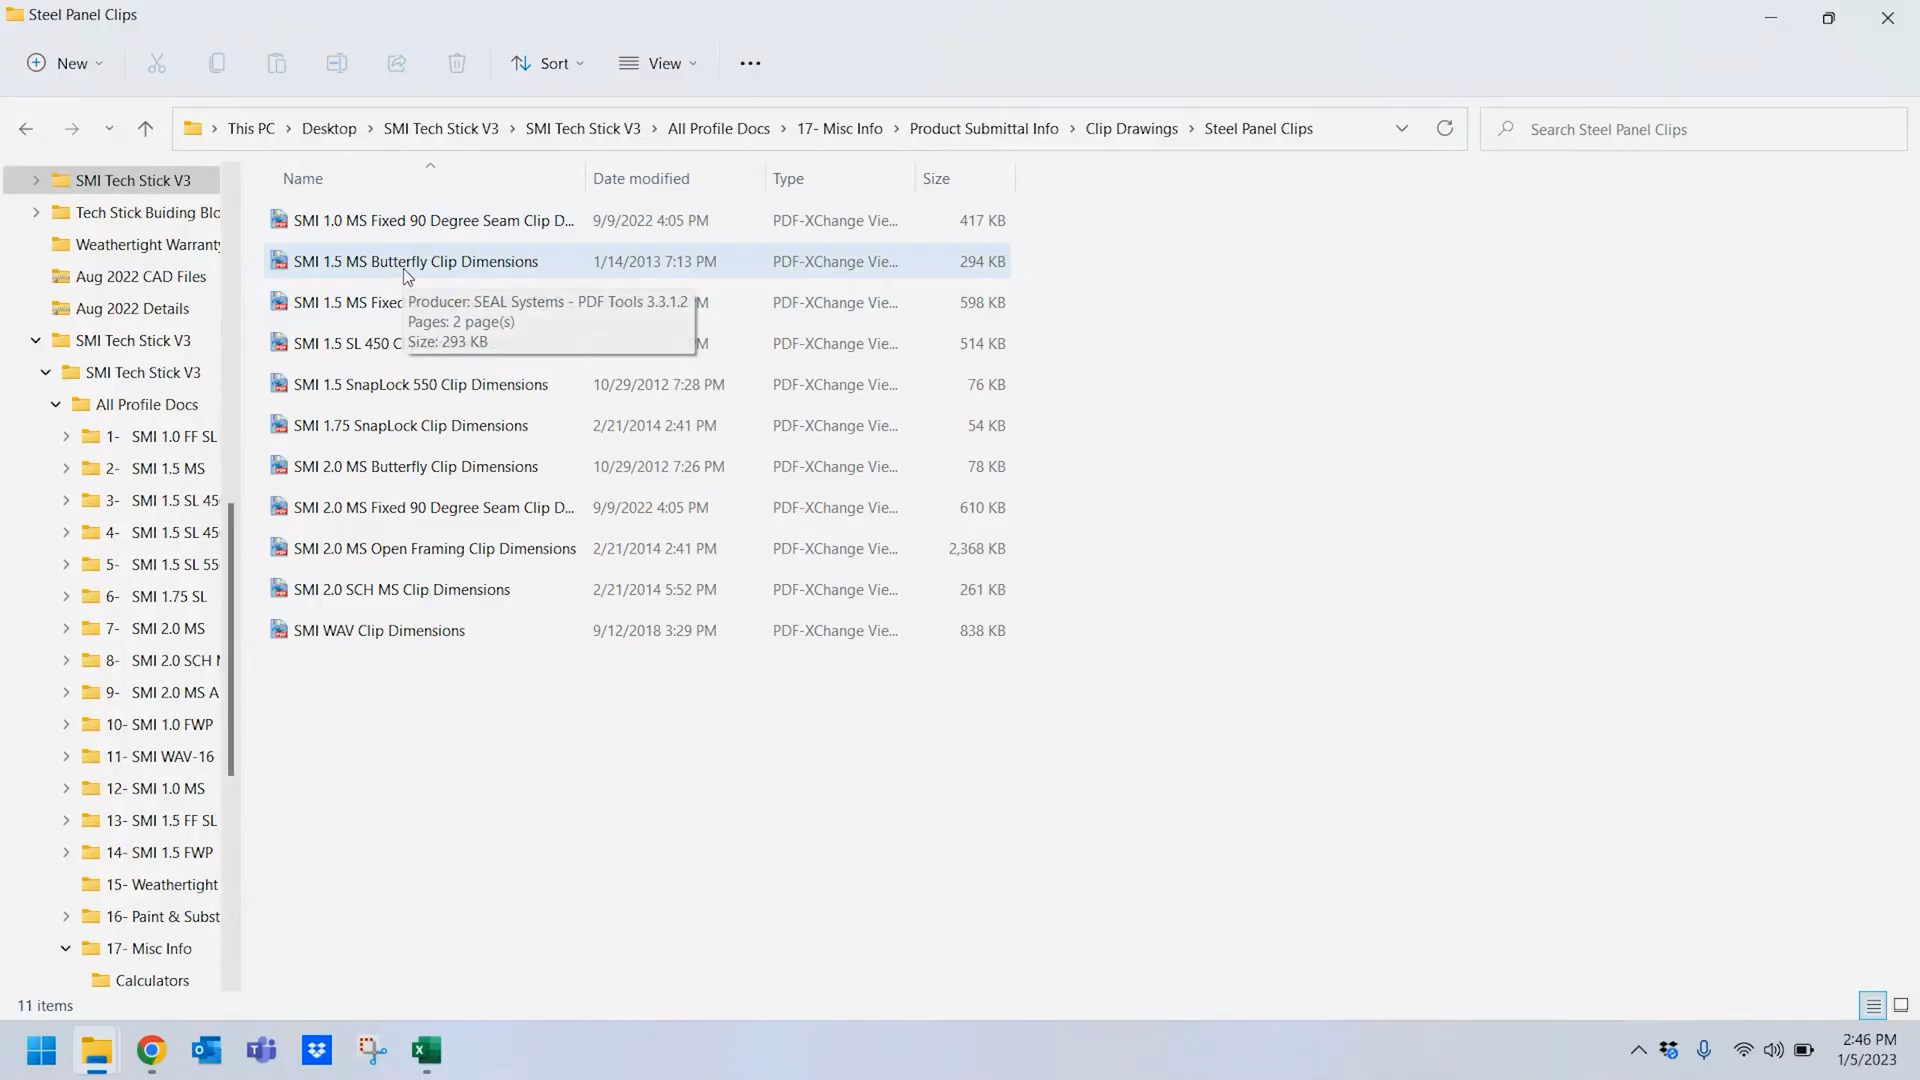 Steel Panel Clips
New
Sort
View
This PC > Desktop > SMI Tech Stick V3 > SMI Tech Stick V3 > All Profile Docs > 17- Misc Info > Product Submittal Info > Clip Drawings > Steel Panel Clips
Search Steel Panel Clips
Name Date modified Type Size
SMI 1.0 MS Fixed 90 Degree Seam Clip D... 9/9/2022 4:05 PM PDF-XChange Vie... 417 KB
SMI 1.5 MS Butterfly Clip Dimensions 1/14/2013 7:13 PM PDF-XChange Vie... 294 KB
SMI 1.5 MS Fixed M PDF-XChange Vie... 598 KB
SMI 1.5 SL 450 C M PDF-XChange Vie... 514 KB
Producer: SEAL Systems - PDF Tools 3.3.1.2
Pages: 2 page(s)
Size: 293 KB
SMI 1.5 SnapLock 550 Clip Dimensions 10/29/2012 7:28 PM PDF-XChange Vie... 76 KB
SMI 1.75 SnapLock Clip Dimensions 2/21/2014 2:41 PM PDF-XChange Vie... 54 KB
SMI 2.0 MS Butterfly Clip Dimensions 10/29/2012 7:26 PM PDF-XChange Vie... 78 KB
SMI 2.0 MS Fixed 90 Degree Seam Clip D... 9/9/2022 4:05 PM PDF-XChange Vie... 610 KB
SMI 2.0 MS Open Framing Clip Dimensions 2/21/2014 2:41 PM PDF-XChange Vie... 2,368 KB
SMI 2.0 SCH MS Clip Dimensions 2/21/2014 5:52 PM PDF-XChange Vie... 261 KB
SMI WAV Clip Dimensions 9/12/2018 3:29 PM PDF-XChange Vie... 838 KB
SMI Tech Stick V3
Tech Stick Buiding Blo
Weathertight Warranty
Aug 2022 CAD Files
Aug 2022 Details
SMI Tech Stick V3
SMI Tech Stick V3
All Profile Docs
1- SMI 1.0 FF SL
2- SMI 1.5 MS
3- SMI 1.5 SL 45
4- SMI 1.5 SL 45
5- SMI 1.5 SL 55
6- SMI 1.75 SL
7- SMI 2.0 MS
8- SMI 2.0 SCH M
9- SMI 2.0 MS A
10- SMI 1.0 FWP
11- SMI WAV-16
12- SMI 1.0 MS
13- SMI 1.5 FF SL
14- SMI 1.5 FWP
15- Weathertight
16- Paint & Subst
17- Misc Info
Calculators
11 items
2:46 PM
1/5/2023